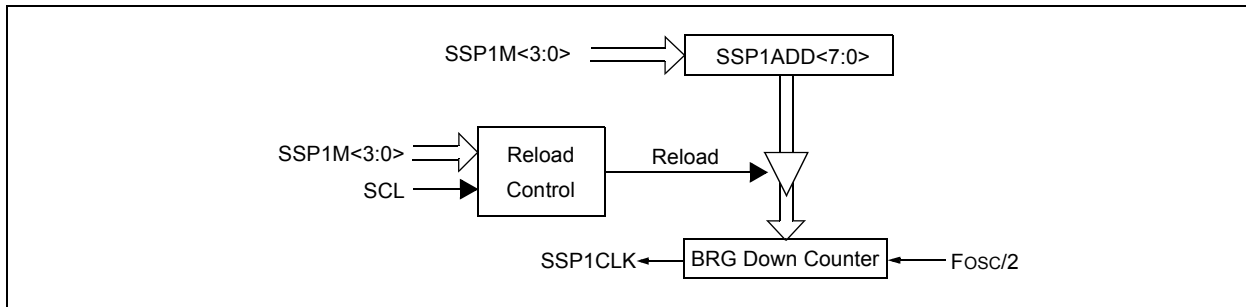 SSP1M<3:0>
SSP1ADD<7:0>
SSP1M<3:0>
SCL
Reload
Control
Reload
SSP1CLK
BRG Down Counter
FOSC/2